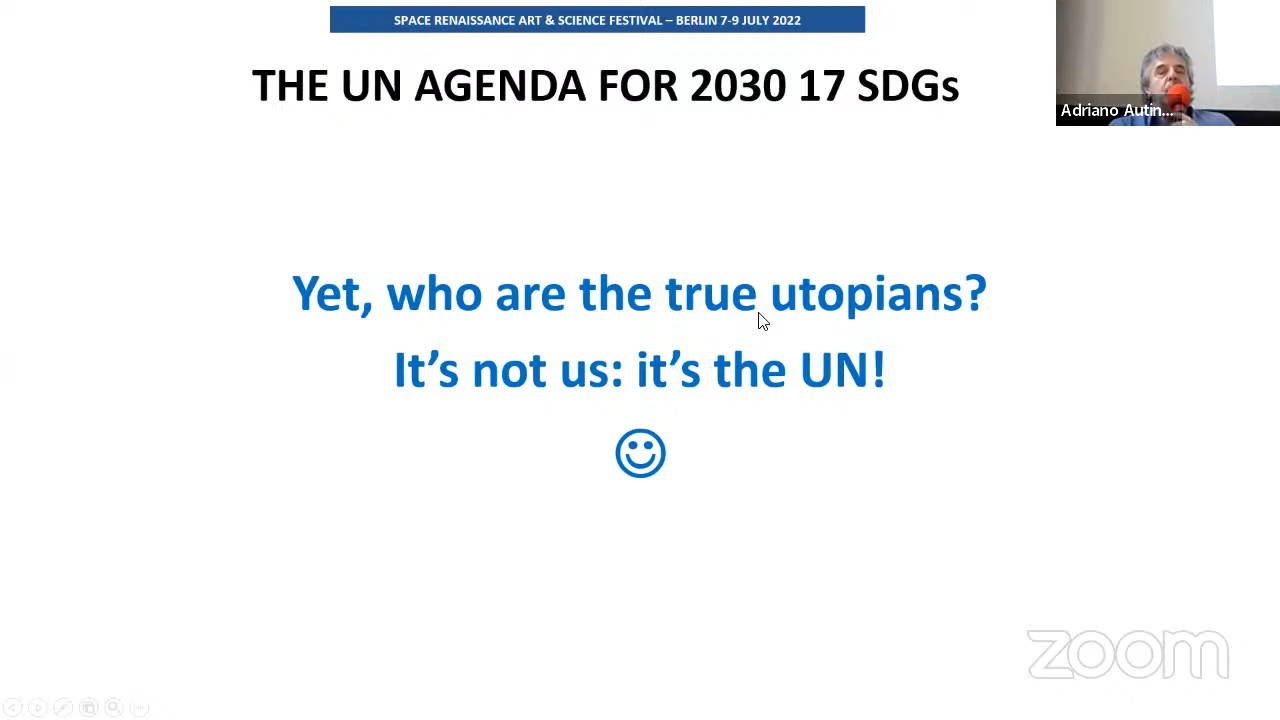 SPACE RENAISSANCE ART & SCIENCE FESTIVAL – BERLIN 7-9 JULY 2022
THE UN AGENDA FOR 2030 17 SDGs
Adriano Autin...
Yet, who are the true utopians?
It’s not us: it’s the UN!
zoom